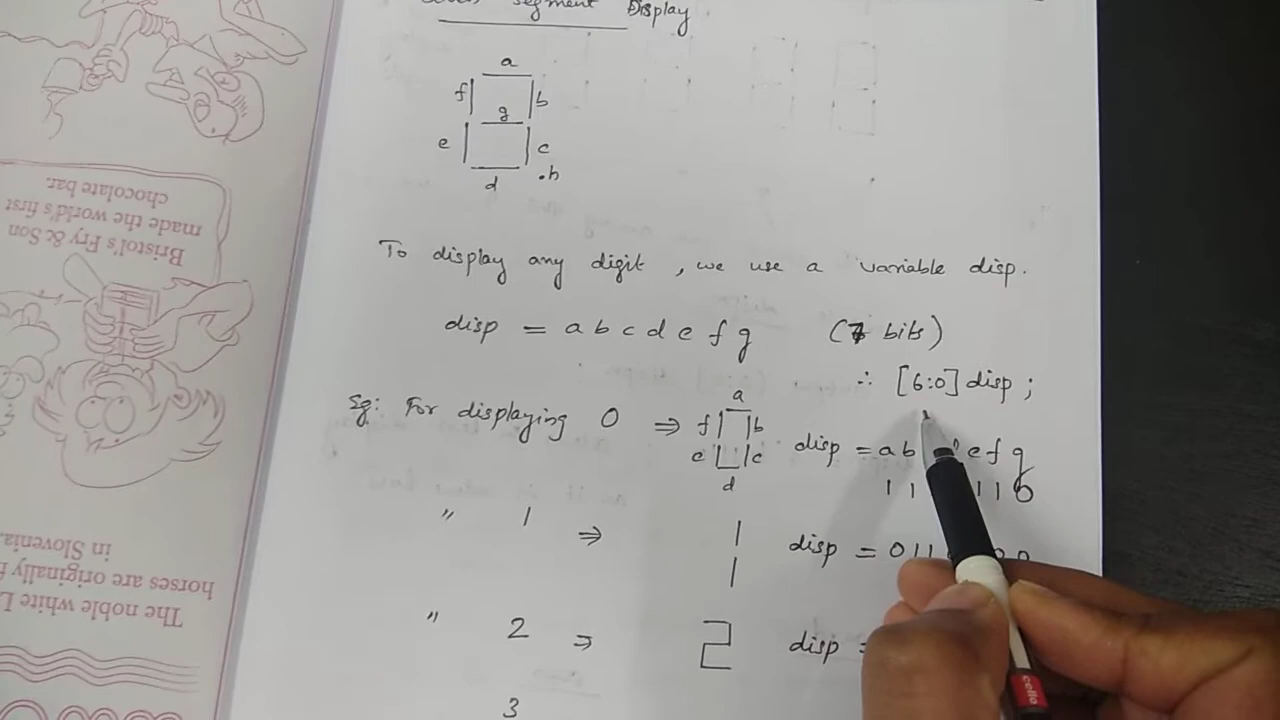 segment Display
a
f b
g
e c
d .h
To display any digit , we use a variable disp.
disp = a b c d e f g (7 bits)
∴ [6:0] disp ;
Eg: For displaying 0 ⇒ a f b e c d disp = a b e f g
1 1 1 1 0
" 1 ⇒ disp = 0 1 1
" 2 ⇒ disp =
3
Bristol's Fry & Son
made the world's first
chocolate bar.
The noble white
horses are originally
in Slovenia.
cello